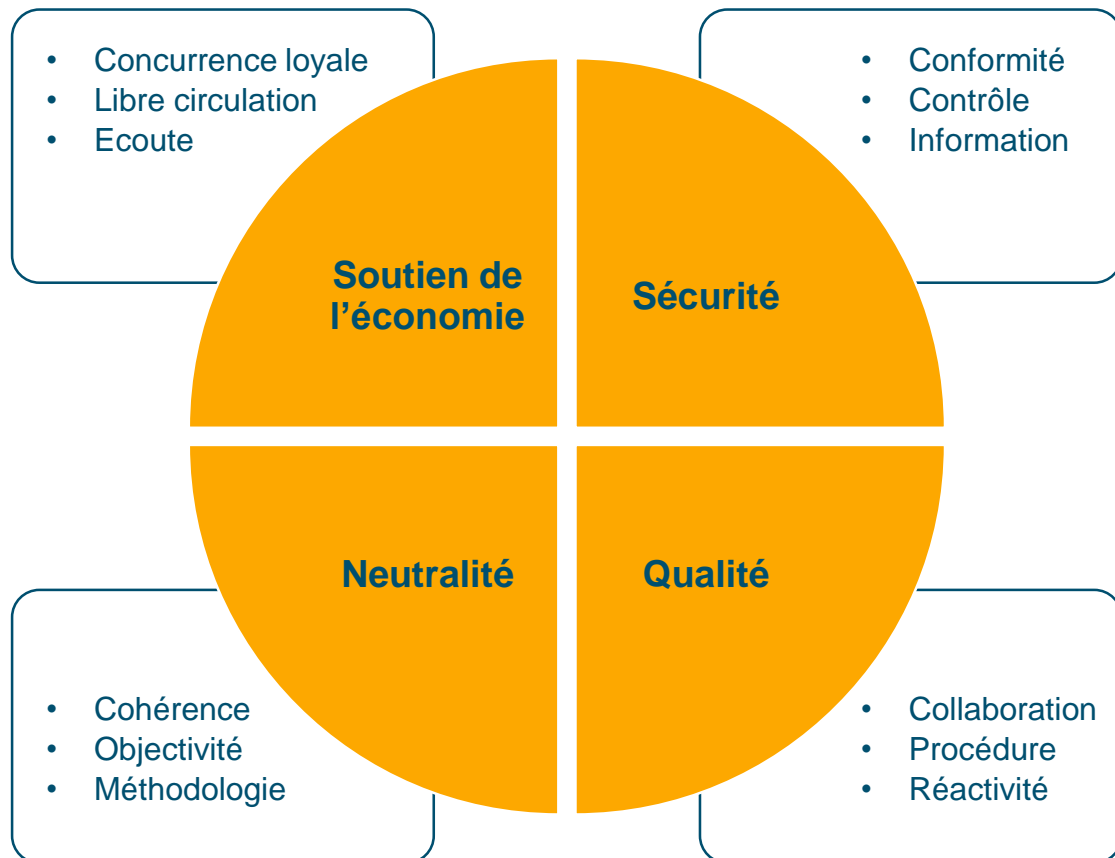 • Concurrence loyale
• Libre circulation
• Ecoute
• Conformité
• Contrôle
• Information
Soutien de
l’économie
Sécurité
Neutralité
Qualité
• Cohérence
• Objectivité
• Méthodologie
• Collaboration
• Procédure
• Réactivité